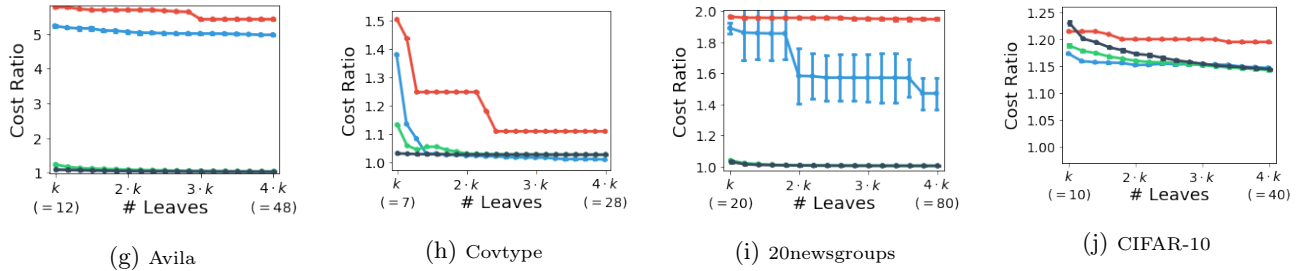 Cost Ratio
5
4
3
2
1
k
(=12)
2·k
3·k
4·k
(=48)
# Leaves
(g) Avila
Cost Ratio
1.5
1.4
1.3
1.2
1.1
1.0
k
(=7)
2·k
3·k
4·k
(=28)
# Leaves
(h) Covtype
Cost Ratio
2.0
1.8
1.6
1.4
1.2
1.0
k
(=20)
2·k
3·k
4·k
(=80)
# Leaves
(i) 20newsgroups
Cost Ratio
1.25
1.20
1.15
1.10
1.05
1.00
k
(=10)
2·k
3·k
4·k
(=40)
# Leaves
(j) CIFAR-10